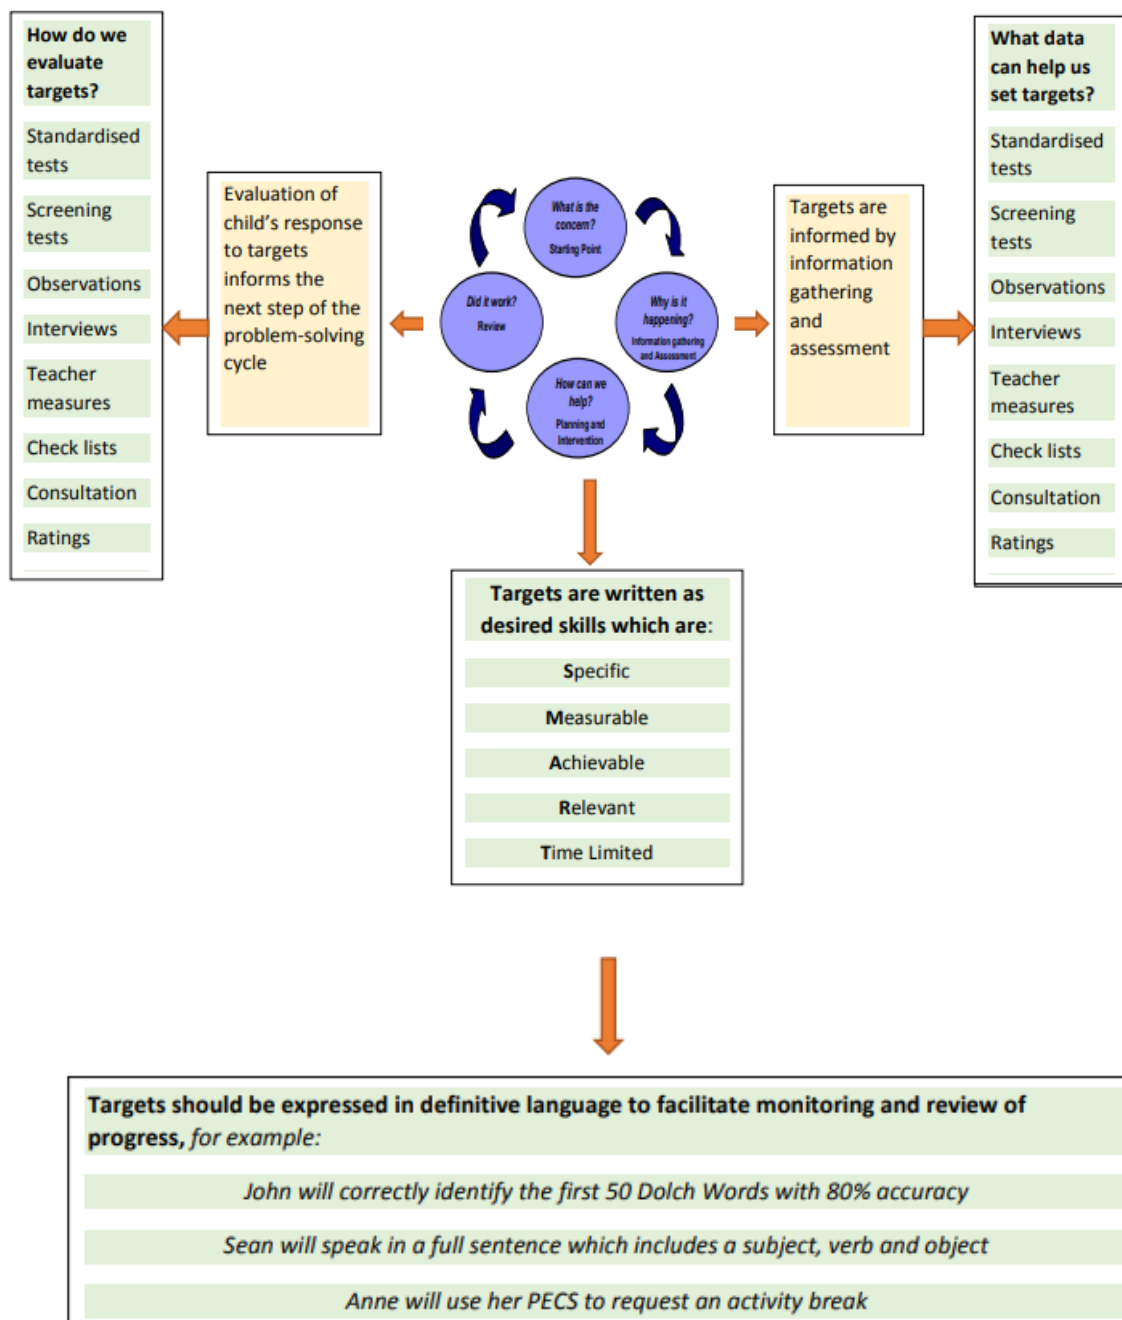 How do we
evaluate
targets?
Standardised
tests
Screening
tests
Observations
Interviews
Teacher
measures
Check lists
Consultation
Ratings
Evaluation of
child's response
to targets
informs the
next step of the
problem-solving
cycle
What is the
concern?
Starting Point
Did it work?
Review
Why is it
happening?
Information gathering
and Assessment
How can we
help?
Planning and
Intervention
Targets are
informed by
information
gathering
and
assessment
What data
can help us
set targets?
Standardised
tests
Screening
tests
Observations
Interviews
Teacher
measures
Check lists
Consultation
Ratings
Targets are written as
desired skills which are:
Specific
Measurable
Achievable
Relevant
Time Limited
Targets should be expressed in definitive language to facilitate monitoring and review of
progress, for example:
John will correctly identify the first 50 Dolch Words with 80% accuracy
Sean will speak in a full sentence which includes a subject, verb and object
Anne will use her PECS to request an activity break